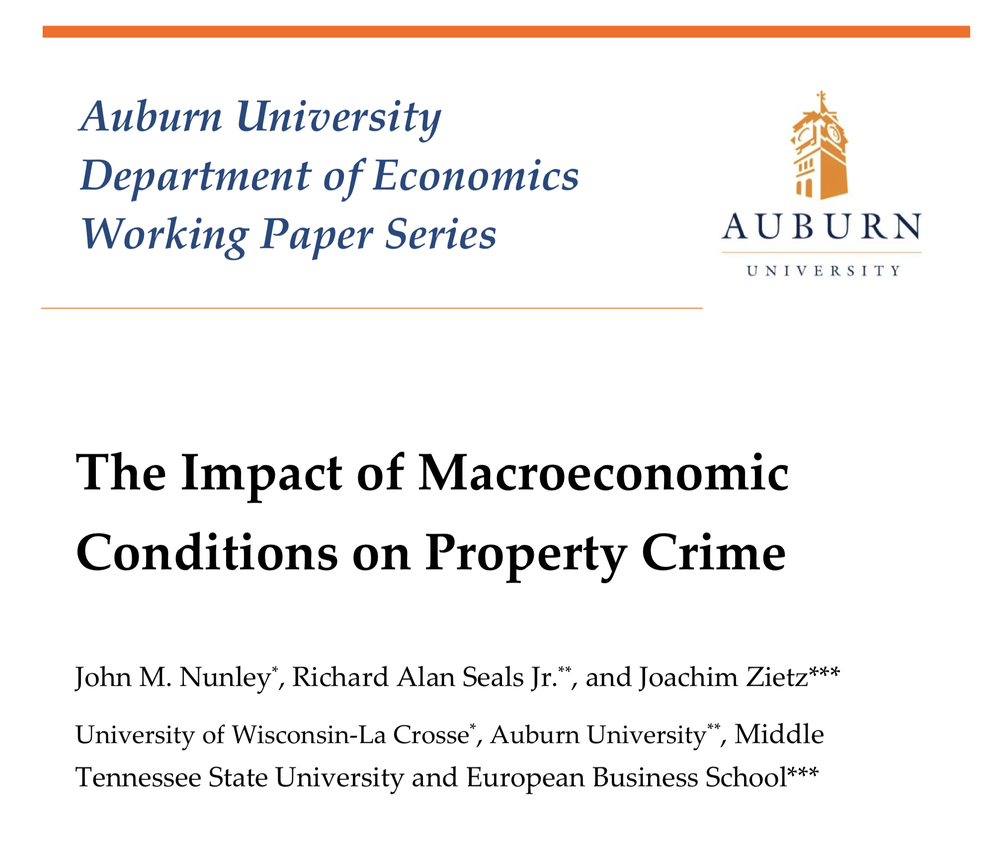 Auburn University
Department of Economics
Working Paper Series
AUBURN
UNIVERSITY
The Impact of Macroeconomic
Conditions on Property Crime
John M. Nunley*, Richard Alan Seals Jr.**, and Joachim Zietz***
University of Wisconsin-La Crosse*, Auburn University**, Middle
Tennessee State University and European Business School***